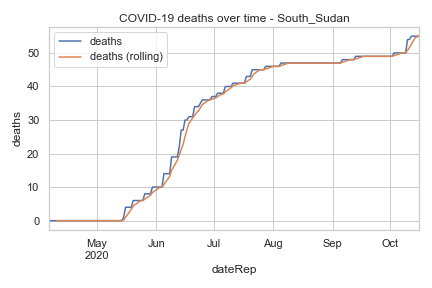 COVID-19 deaths over time - South_Sudan
deaths
deaths (rolling)
50
40
30
20
10
0
deaths
May
2020
Jun
Jul
Aug
Sep
Oct
dateRep